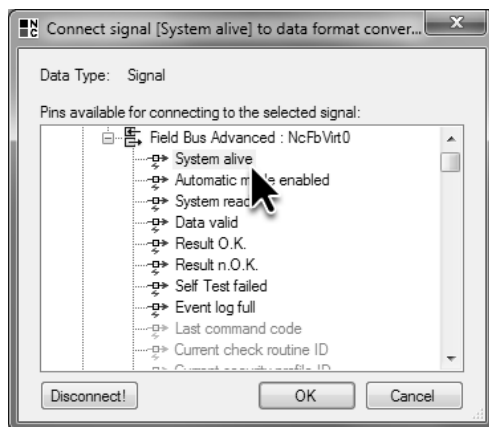 Connect signal [System alive] to data format conver...
Data Type: Signal
Pins available for connecting to the selected signal:
Field Bus Advanced : NcFbVirt0
System alive
Automatic enabled
System
Data valid
Result O.K.
Result n.O.K.
Self Test failed
Event log full
Last command code
Current check routine ID
Disconnect!
OK
Cancel